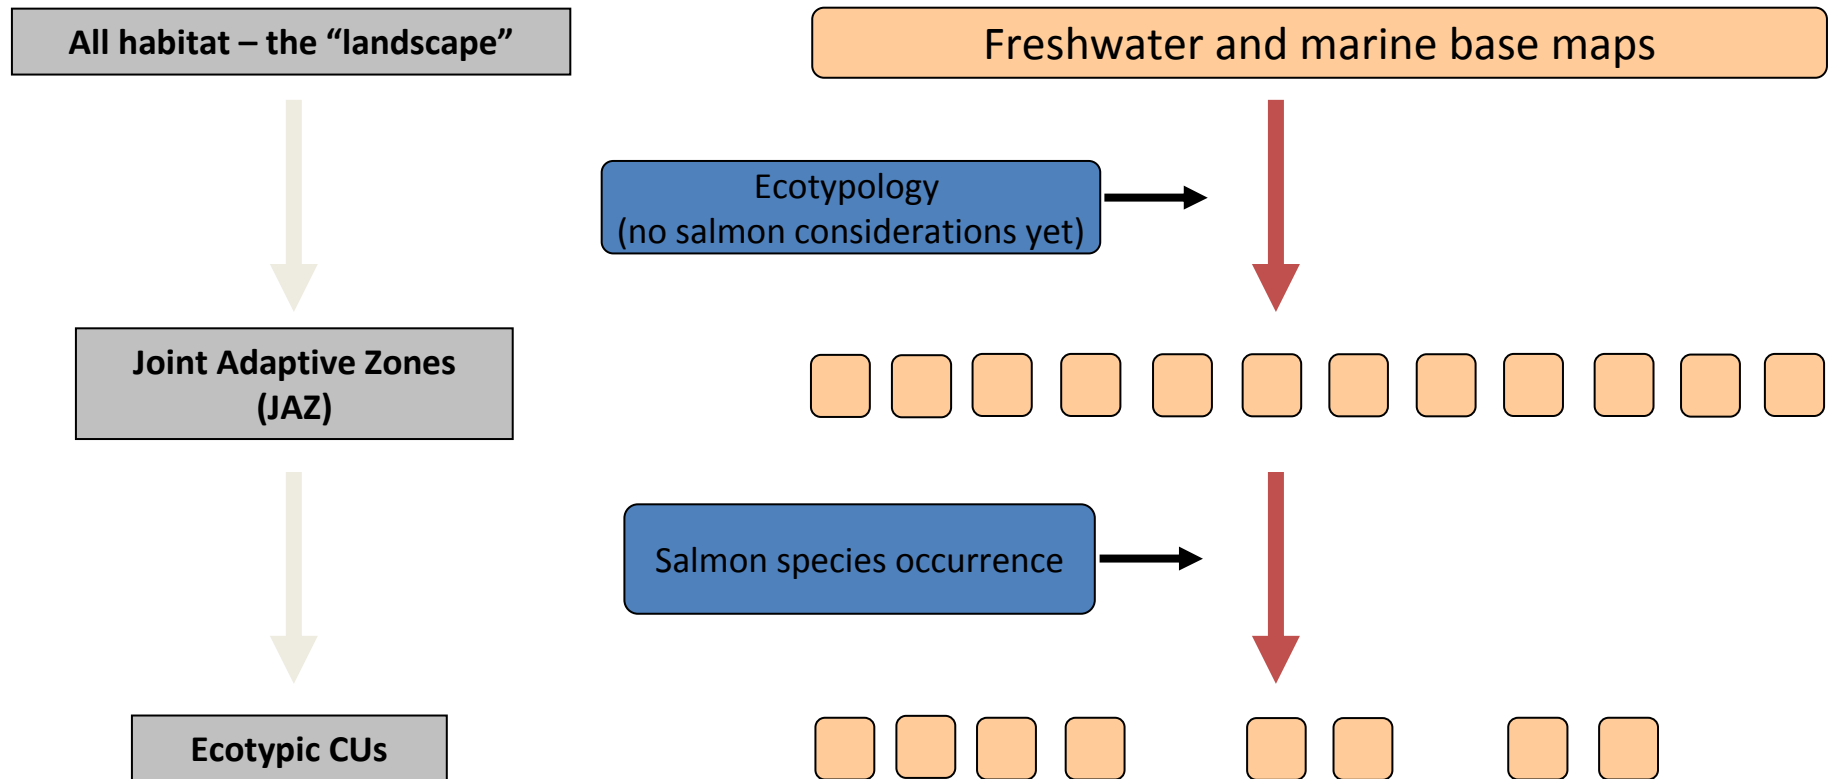 All habitat – the “landscape”
Freshwater and marine base maps
Ecotypology
(no salmon considerations yet)
Joint Adaptive Zones
(JAZ)
Salmon species occurrence
Ecotypic CUs